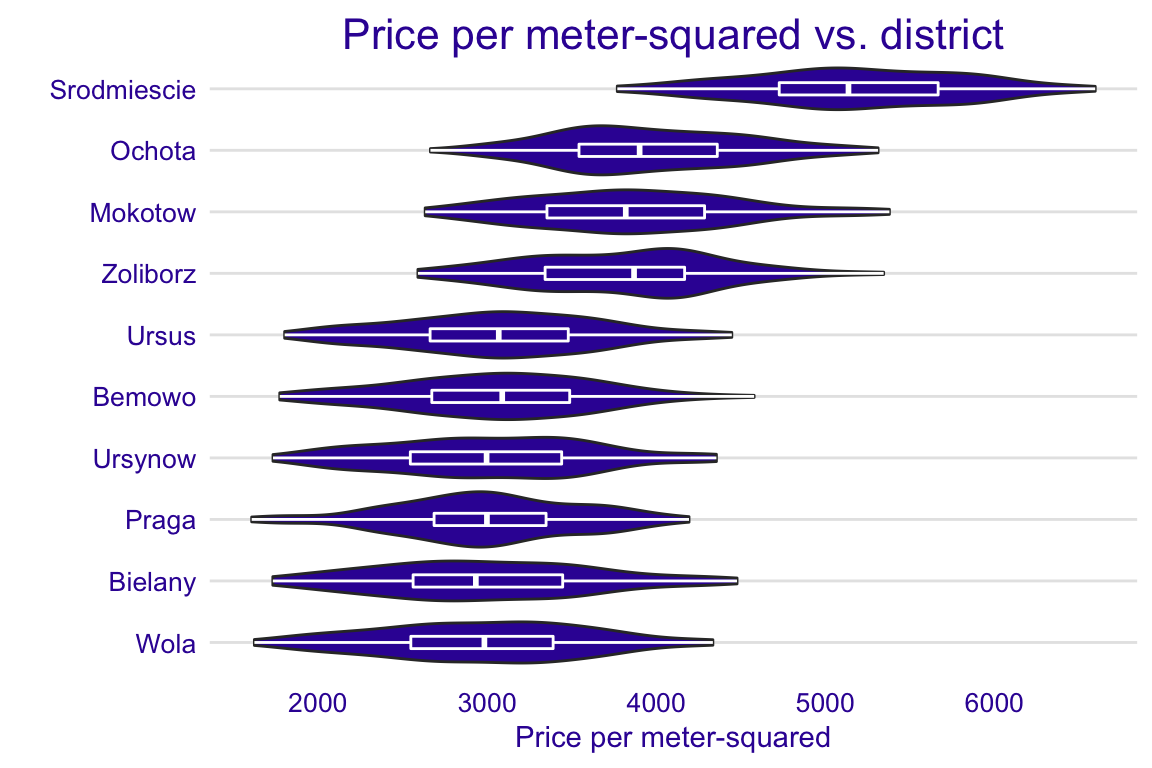 Price per meter-squared vs. district
Srodmiescie
Ochota
Mokotow
Zoliborz
Ursus
Bemowo
Ursynow
Praga
Bielany
Wola
2000 3000 4000 5000 6000
Price per meter-squared